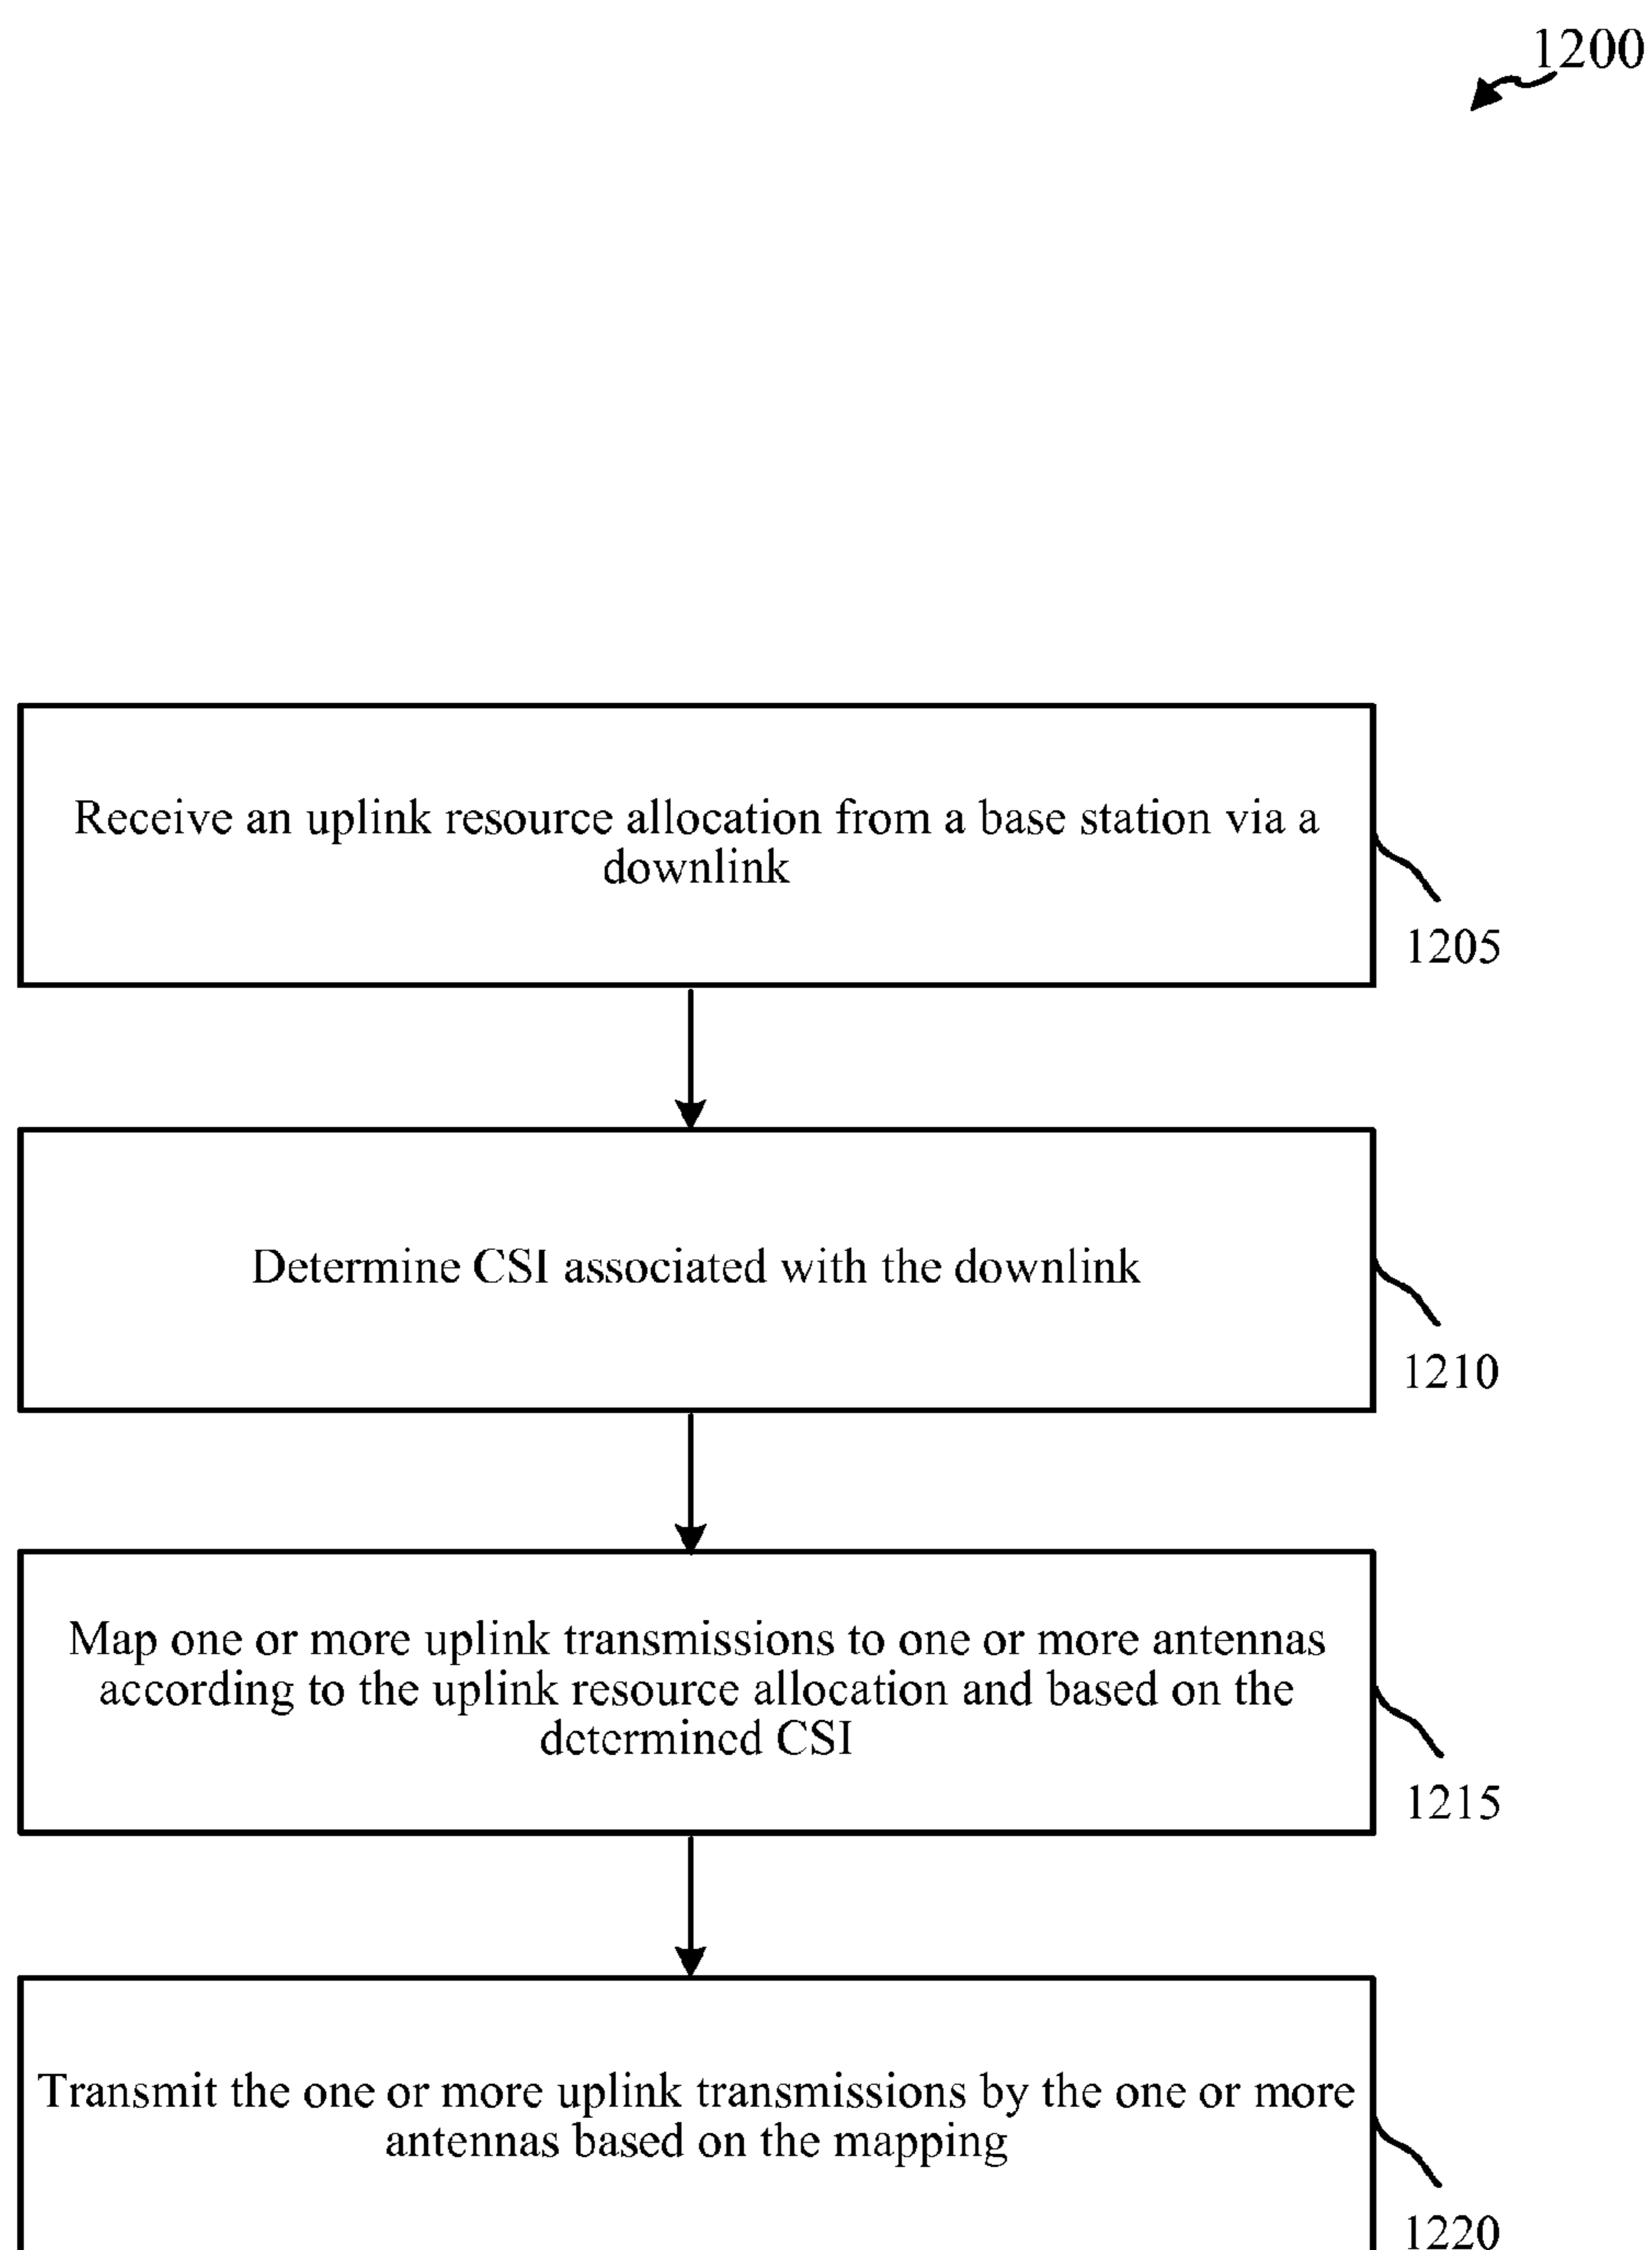 1200
Receive an uplink resource allocation from a base station via a
downlink
1205
Determine CSI associated with the downlink
1210
Map one or more uplink transmissions to one or more antennas
according to the uplink resource allocation and based on the
determined CSI
1215
Transmit the one or more uplink transmissions by the one or more
antennas based on the mapping
1220